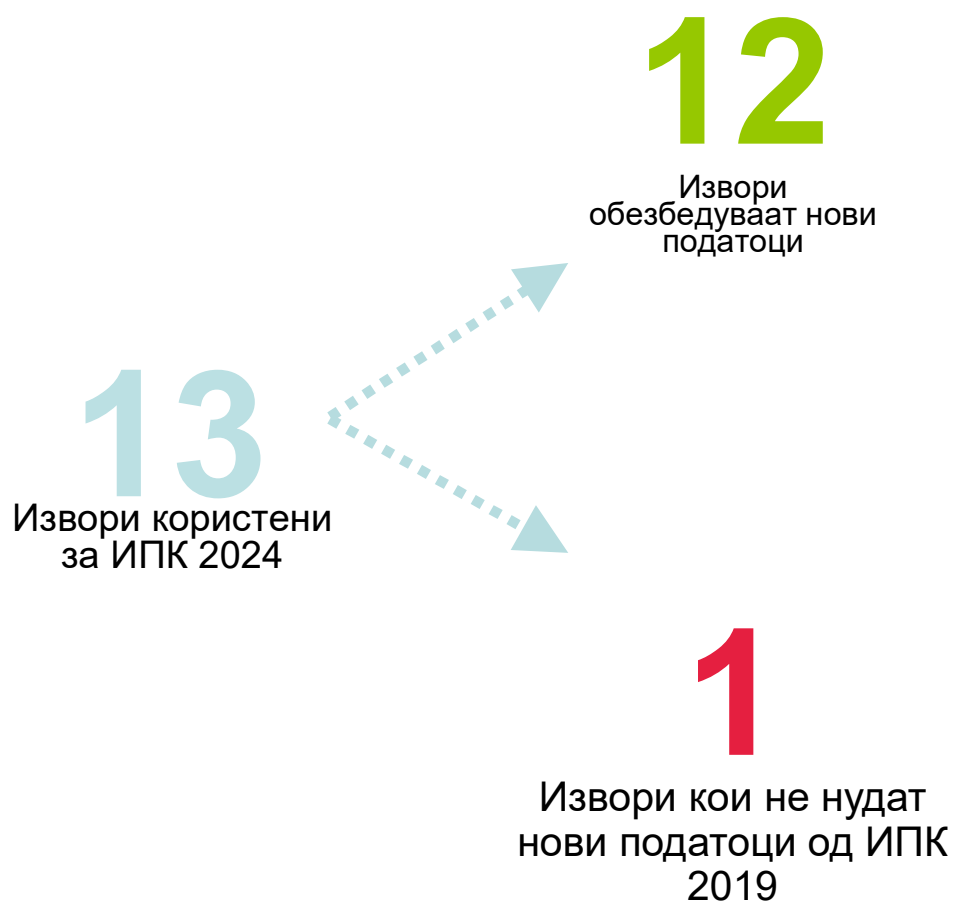 12
Извори
обезбедуваат нови
податоци
13
Извори користени
за ИПК 2024
1
Извори кои не нудат
нови податоци од ИПК
2019